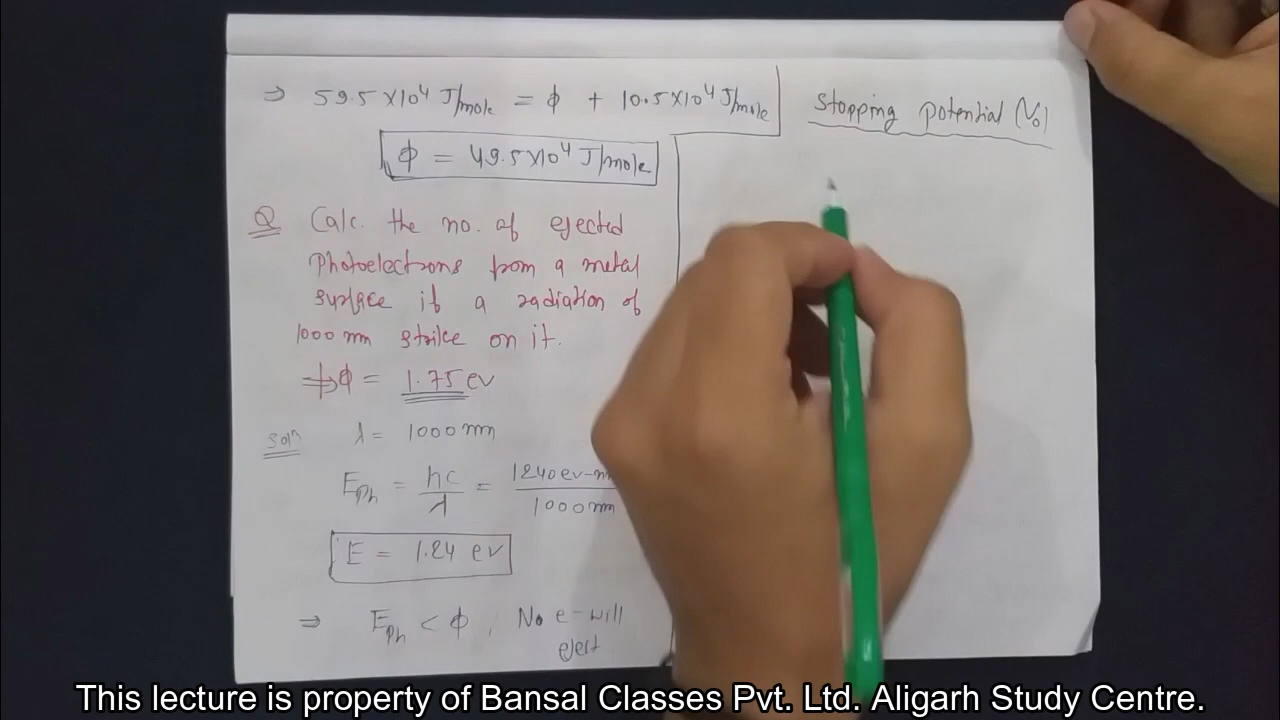 ⇒ 59.5×10⁴ J/mole = ϕ + 10.5×10⁴ J/mole
ϕ = 49.5×10⁴ J/mole
Q Calc. the no. of ejected
Photoelectrons from a metal
surface if a radiation of
1000 nm strike on it.
⇒ ϕ = 1.75 ev
Solⁿ λ = 1000 nm
E_Ph = hc/λ = 1240 ev-n / 1000 nm
E = 1.24 ev
⇒ E_Ph < ϕ, No e- will
eject
Stopping potential (V₀)
This lecture is property of Bansal Classes Pvt. Ltd. Aligarh Study Centre.